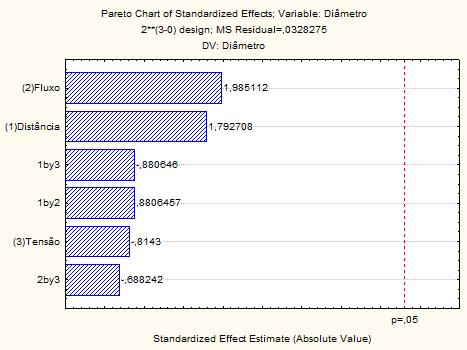 Pareto Chart of Standardized Effects; Variable: Diâmetro
2**(3-0) design; MS Residual=,0328275
DV: Diâmetro
(2)Fluxo 1,985112
(1)Distância 1,792708
1by3 -,880646
1by2 ,8806457
(3)Tensão -,8143
2by3 -,688242
p=,05
Standardized Effect Estimate (Absolute Value)